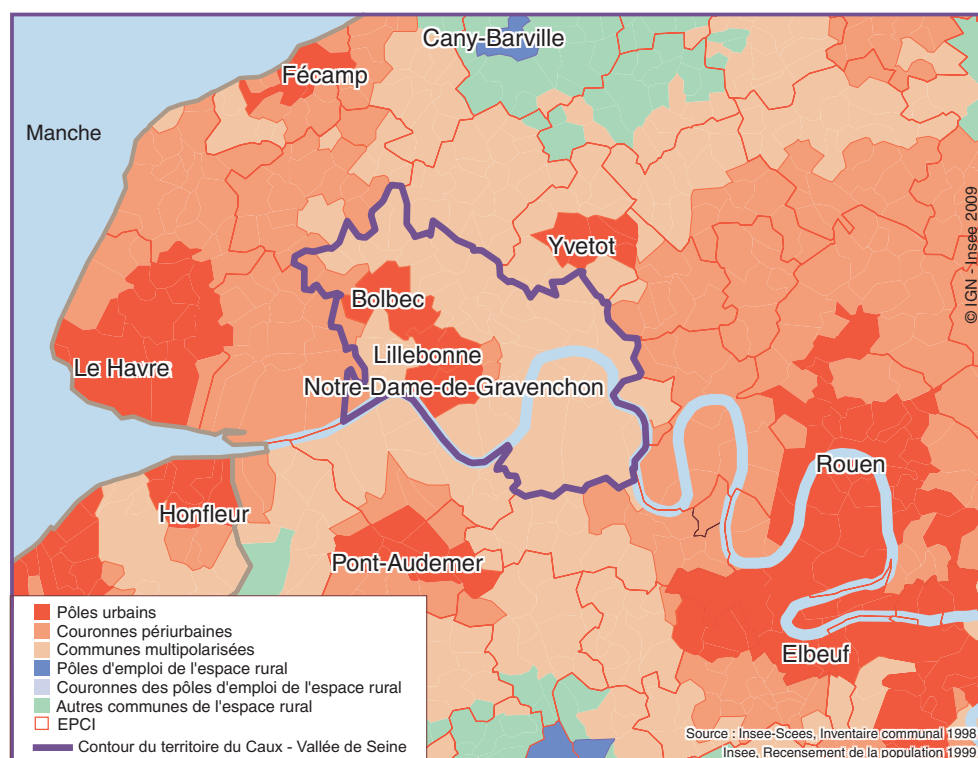 Cany-Barville
Fécamp
Manche
Yvetot
Bolbec
Lillebonne
Le Havre
Notre-Dame-de-Gravenchon
Rouen
Honfleur
Pont-Audemer
Elbeuf
© IGN - Insee 2009
Pôles urbains
Couronnes périurbaines
Communes multipolarisées
Pôles d'emploi de l'espace rural
Couronnes des pôles d'emploi de l'espace rural
Autres communes de l'espace rural
EPCI
Contour du territoire du Caux - Vallée de Seine
Source : Insee-Scees, Inventaire communal 1998
Insee, Recensement de la population 1999